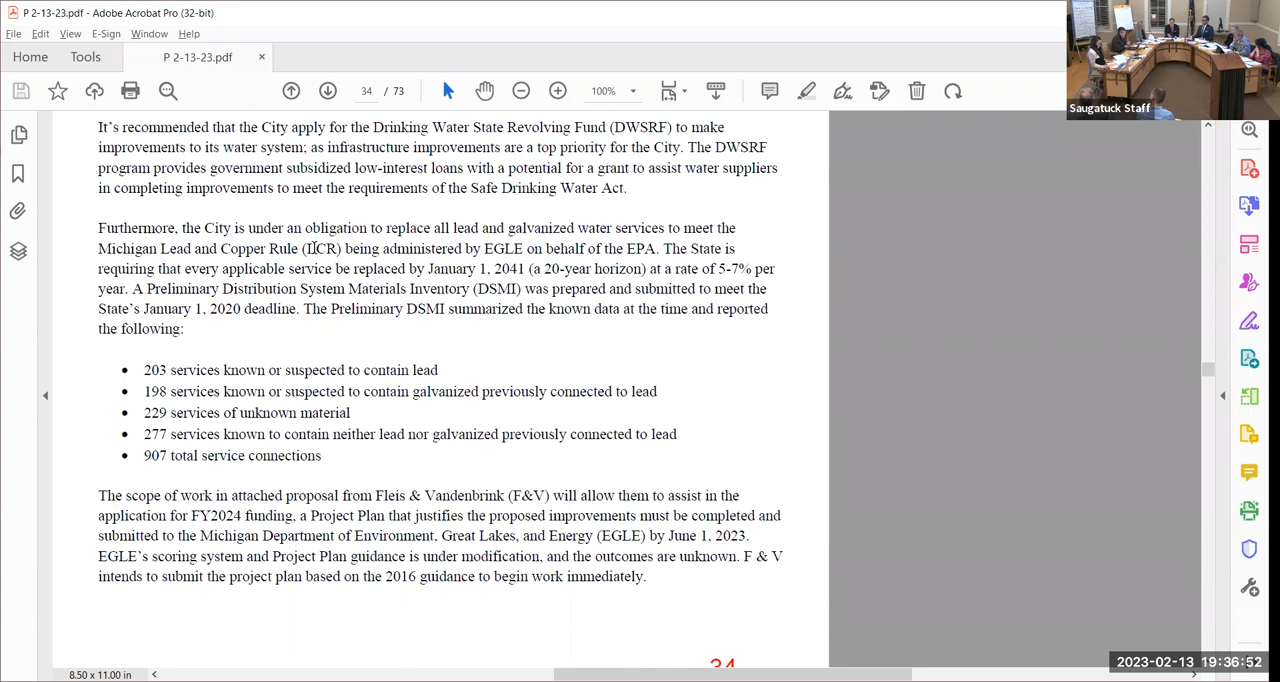 P 2-13-23.pdf - Adobe Acrobat Pro (32-bit)
File Edit View E-Sign Window Help
Home Tools P 2-13-23.pdf ×
34 / 73 100%
Saugatuck Staff
It's recommended that the City apply for the Drinking Water State Revolving Fund (DWSRF) to make
improvements to its water system; as infrastructure improvements are a top priority for the City. The DWSRF
program provides government subsidized low-interest loans with a potential for a grant to assist water suppliers
in completing improvements to meet the requirements of the Safe Drinking Water Act.
Furthermore, the City is under an obligation to replace all lead and galvanized water services to meet the
Michigan Lead and Copper Rule (LCR) being administered by EGLE on behalf of the EPA. The State is
requiring that every applicable service be replaced by January 1, 2041 (a 20-year horizon) at a rate of 5-7% per
year. A Preliminary Distribution System Materials Inventory (DSMI) was prepared and submitted to meet the
State's January 1, 2020 deadline. The Preliminary DSMI summarized the known data at the time and reported
the following:
• 203 services known or suspected to contain lead
• 198 services known or suspected to contain galvanized previously connected to lead
• 229 services of unknown material
• 277 services known to contain neither lead nor galvanized previously connected to lead
• 907 total service connections
The scope of work in attached proposal from Fleis & Vandenbrink (F&V) will allow them to assist in the
application for FY2024 funding, a Project Plan that justifies the proposed improvements must be completed and
submitted to the Michigan Department of Environment, Great Lakes, and Energy (EGLE) by June 1, 2023.
EGLE's scoring system and Project Plan guidance is under modification, and the outcomes are unknown. F & V
intends to submit the project plan based on the 2016 guidance to begin work immediately.
34
8.50 x 11.00 in
2023-02-13 19:36:52